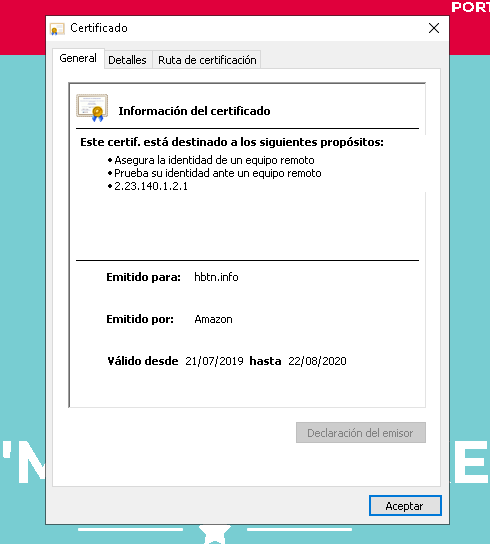 PORT
Certificado
General
Detalles
Ruta de certificación
Información del certificado
Este certif. está destinado a los siguientes propósitos:
• Asegura la identidad de un equipo remoto
• Prueba su identidad ante un equipo remoto
• 2.23.140.1.2.1
Emitido para: hbtn.info
Emitido por: Amazon
Válido desde 21/07/2019 hasta 22/08/2020
Declaración del emisor
'M
E
Aceptar